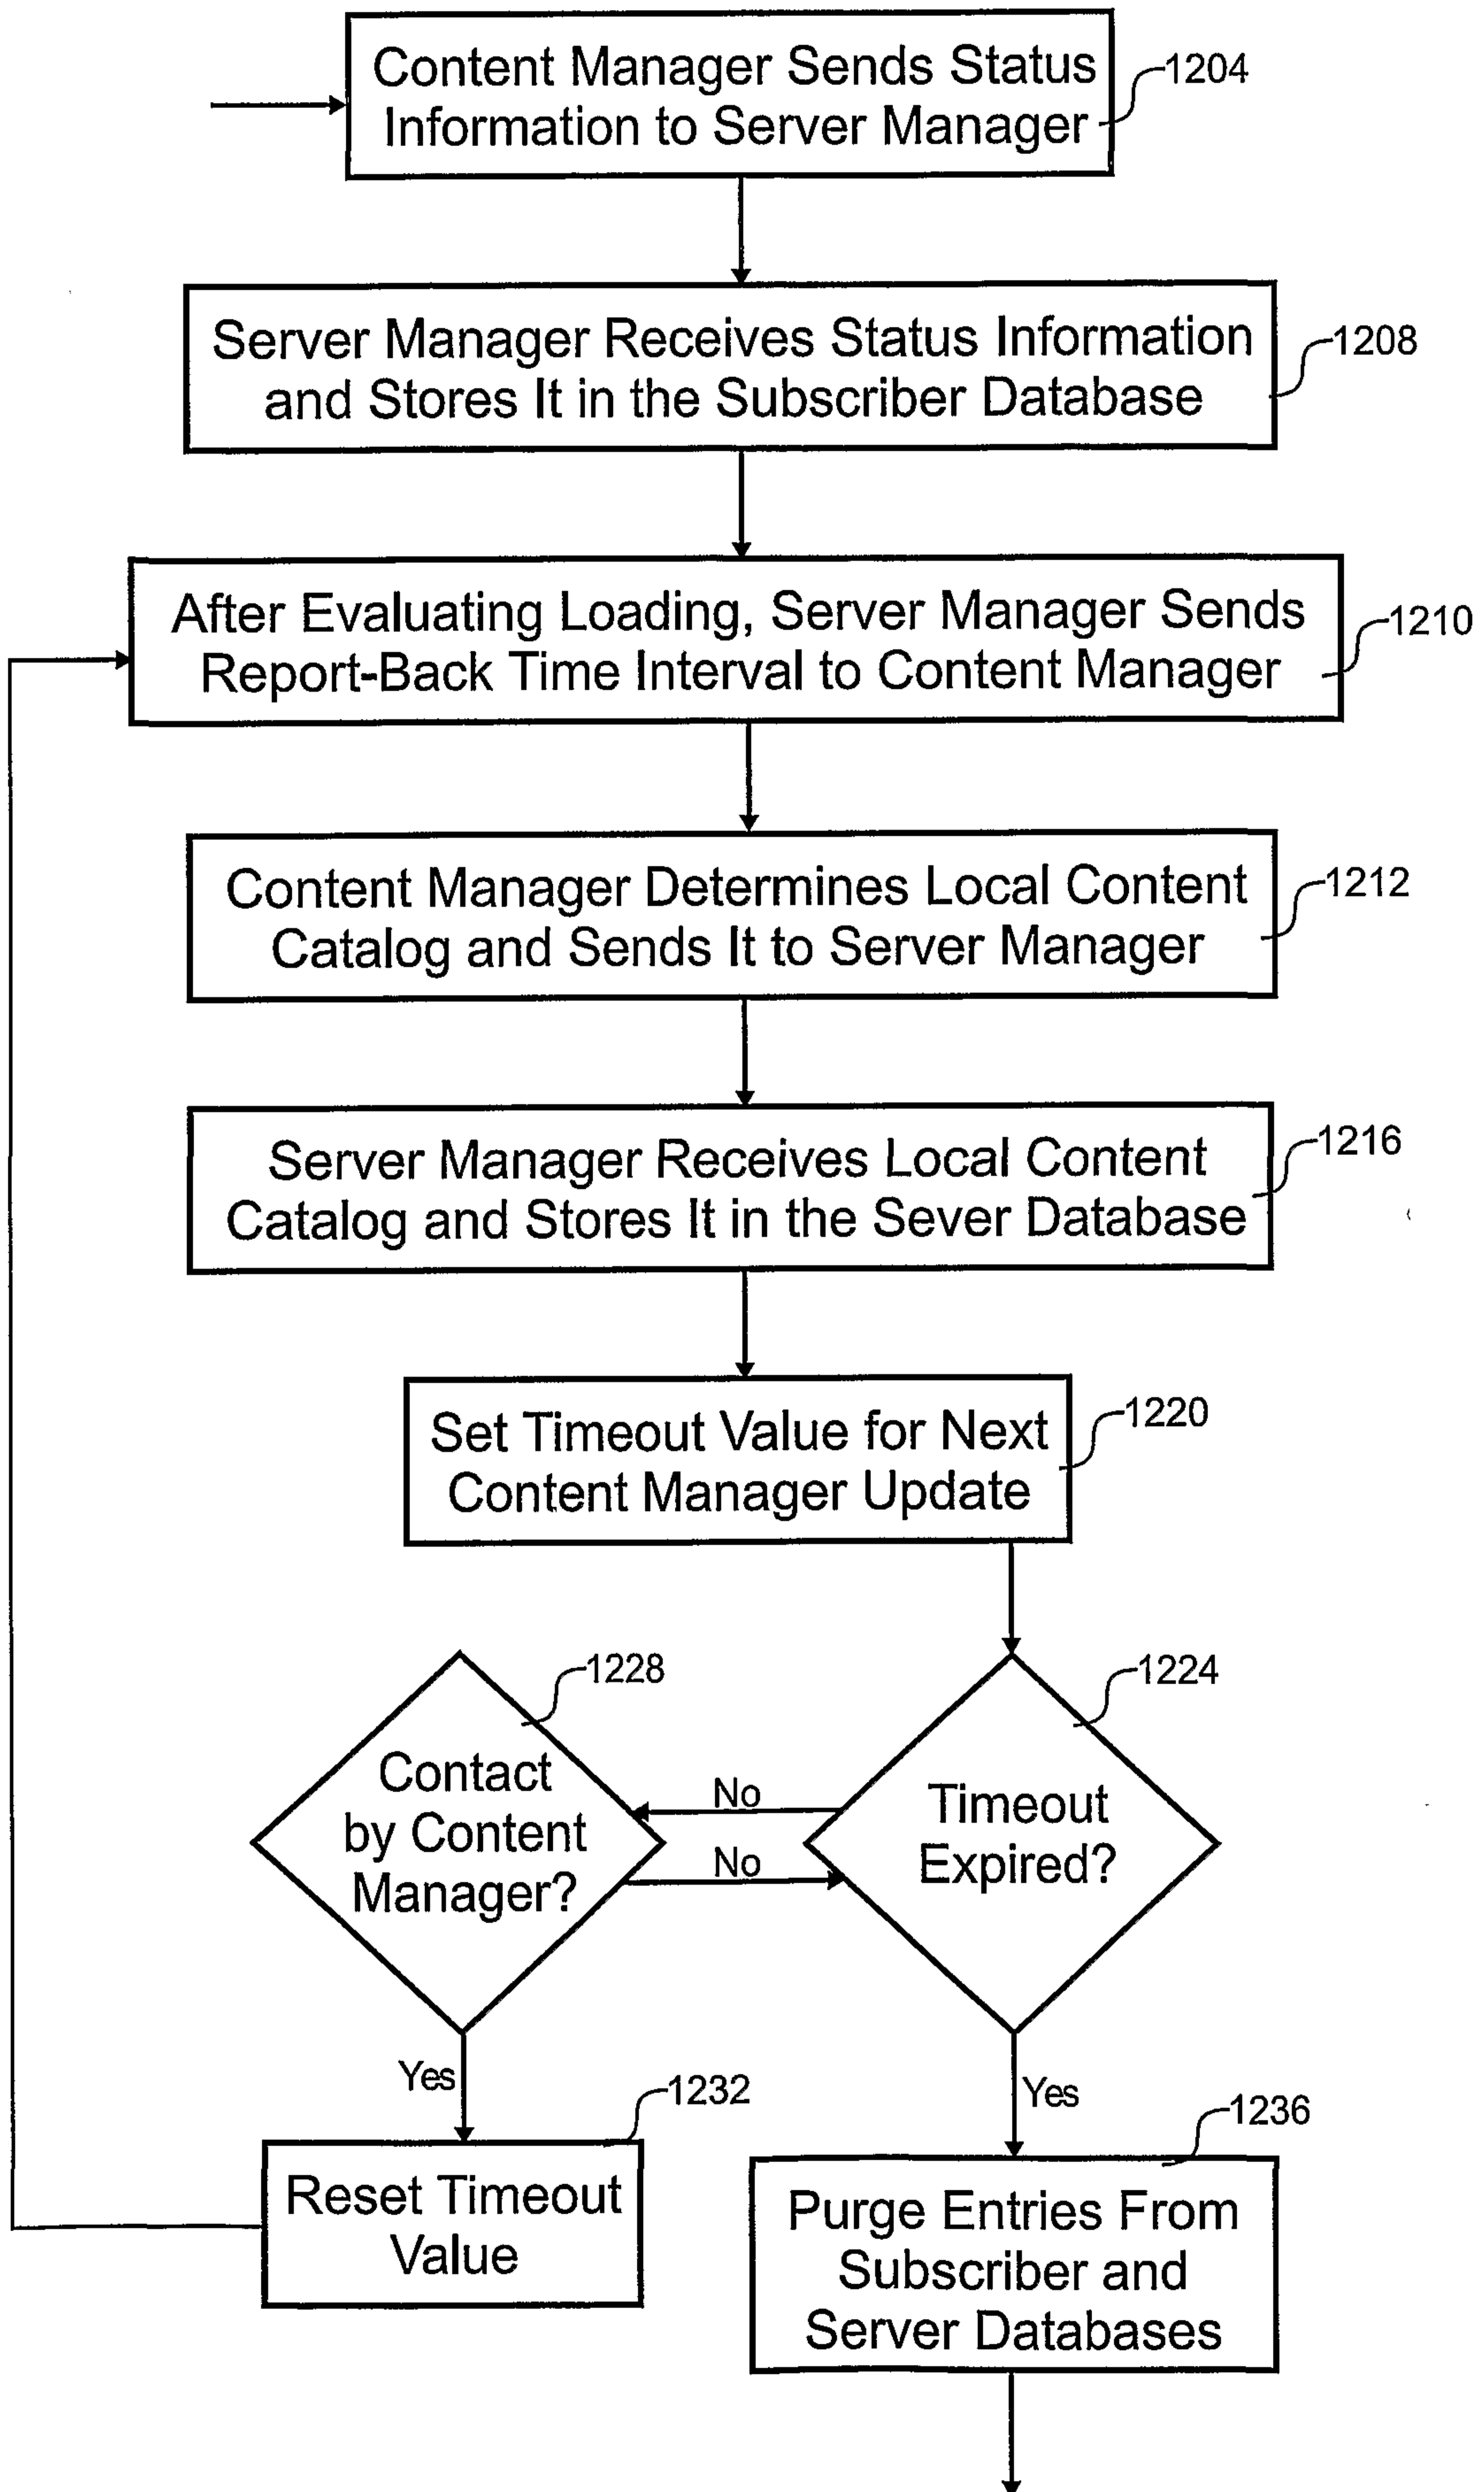 Content Manager Sends Status
Information to Server Manager
1204
Server Manager Receives Status Information
and Stores It in the Subscriber Database
1208
After Evaluating Loading, Server Manager Sends
Report-Back Time Interval to Content Manager
1210
Content Manager Determines Local Content
Catalog and Sends It to Server Manager
1212
Server Manager Receives Local Content
Catalog and Stores It in the Sever Database
1216
Set Timeout Value for Next
Content Manager Update
1220
1228
Contact
by Content
Manager?
No
No
1224
Timeout
Expired?
Yes
1232
Reset Timeout
Value
Yes
1236
Purge Entries From
Subscriber and
Server Databases